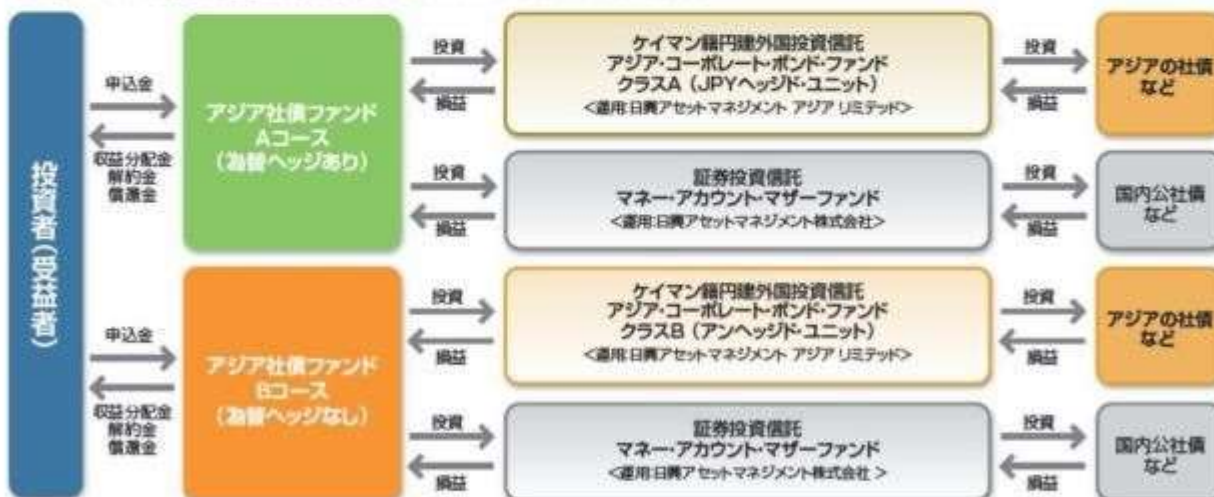 投資者(受益者)
申込金
収益分配金
解約金
償還金
アジア社債ファンド
Aコース
(為替ヘッジあり)
投資
損益
ケイマン籍円建外国投資信託
アジア・コーポレート・ボンド・ファンド
クラスA(JPYヘッジド・ユニット)
<運用:日興アセットマネジメント アジア リミテッド>
投資
損益
アジアの社債
など
投資
損益
証券投資信託
マネー・アカウント・マザーファンド
<運用:日興アセットマネジメント株式会社>
投資
損益
国内公社債
など
申込金
収益分配金
解約金
償還金
アジア社債ファンド
Bコース
(為替ヘッジなし)
投資
損益
ケイマン籍円建外国投資信託
アジア・コーポレート・ボンド・ファンド
クラスB(アンヘッジド・ユニット)
<運用:日興アセットマネジメント アジア リミテッド>
投資
損益
アジアの社債
など
投資
損益
証券投資信託
マネー・アカウント・マザーファンド
<運用:日興アセットマネジメント株式会社 >
投資
損益
国内公社債
など